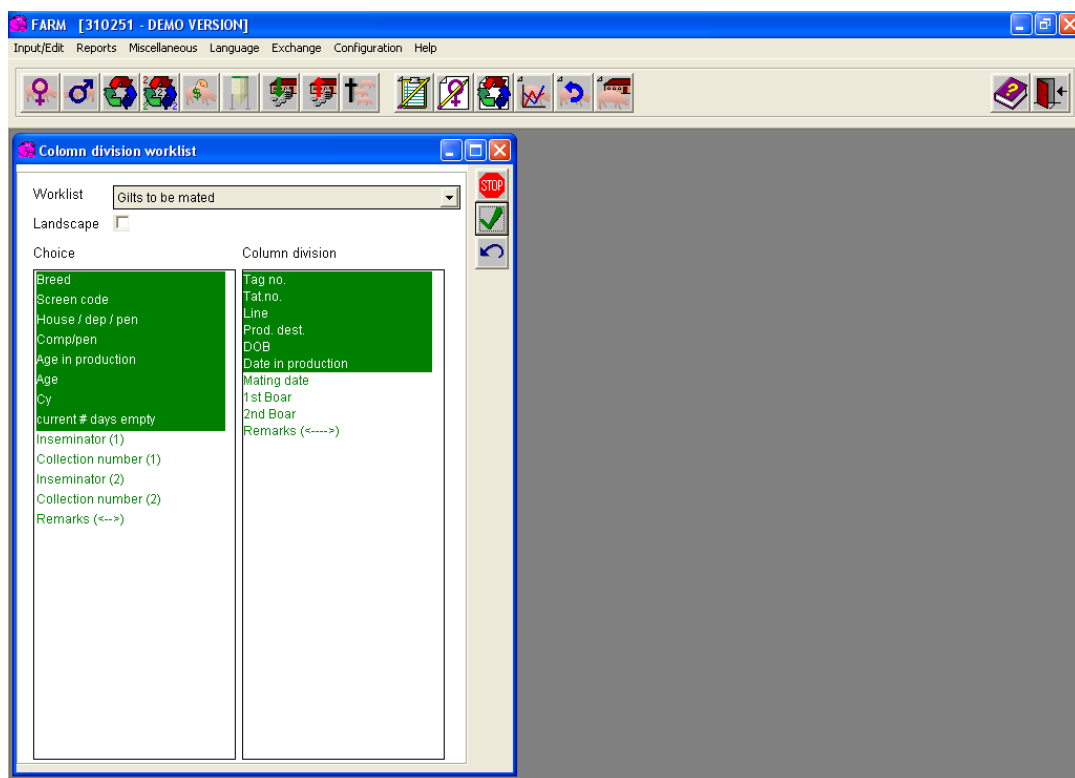 FARM [310251 - DEMO VERSION]
Input/Edit Reports Miscellaneous Language Exchange Configuration Help
Colomn division worklist
STOP
Worklist Gilts to be mated
Landscape
Choice
Breed
Screen code
House / dep / pen
Comp/pen
Age in production
Age
Cy
current # days empty
Inseminator (1)
Collection number (1)
Inseminator (2)
Collection number (2)
Remarks (<-->)
Column division
Tag no.
Tat.no.
Line
Prod. dest.
DOB
Date in production
Mating date
1st Boar
2nd Boar
Remarks (<---->)